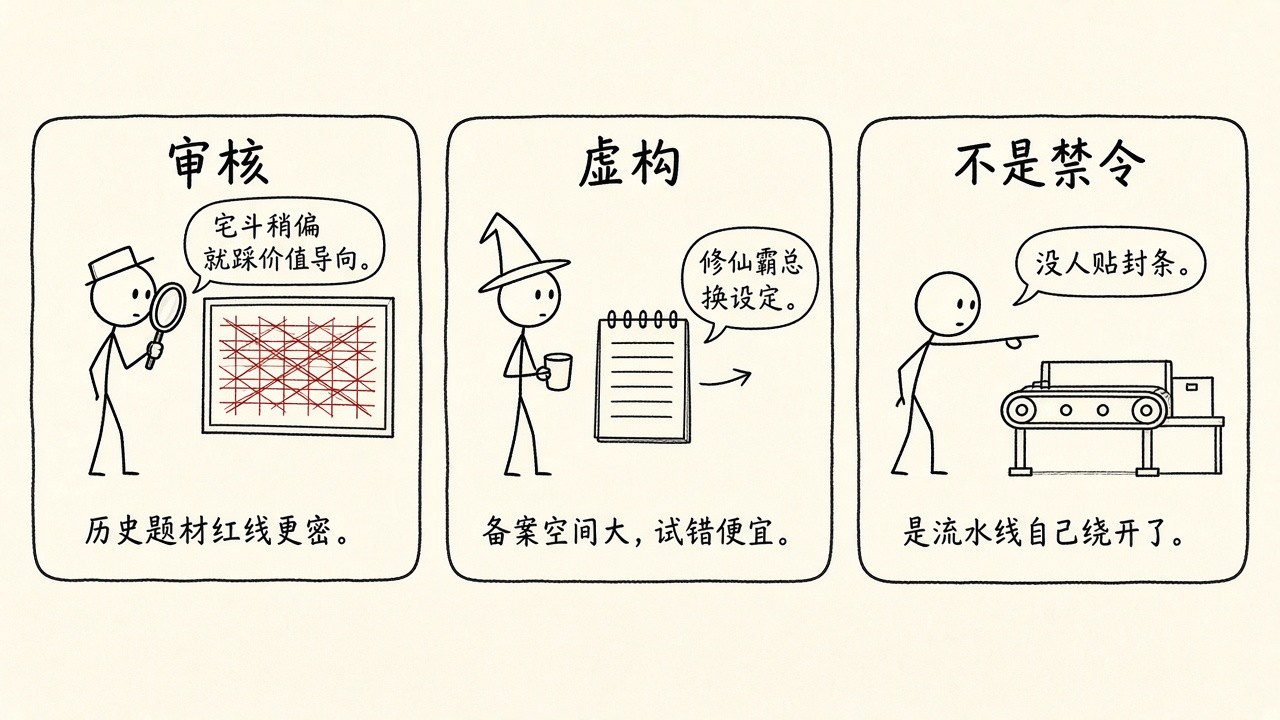 审核
宅斗稍偏
就踩价值导向。
历史题材红线更密。
虚构
修仙霸总
换设定。
备案空间大，试错便宜。
不是禁令
没人贴封条。
是流水线自己绕开了。